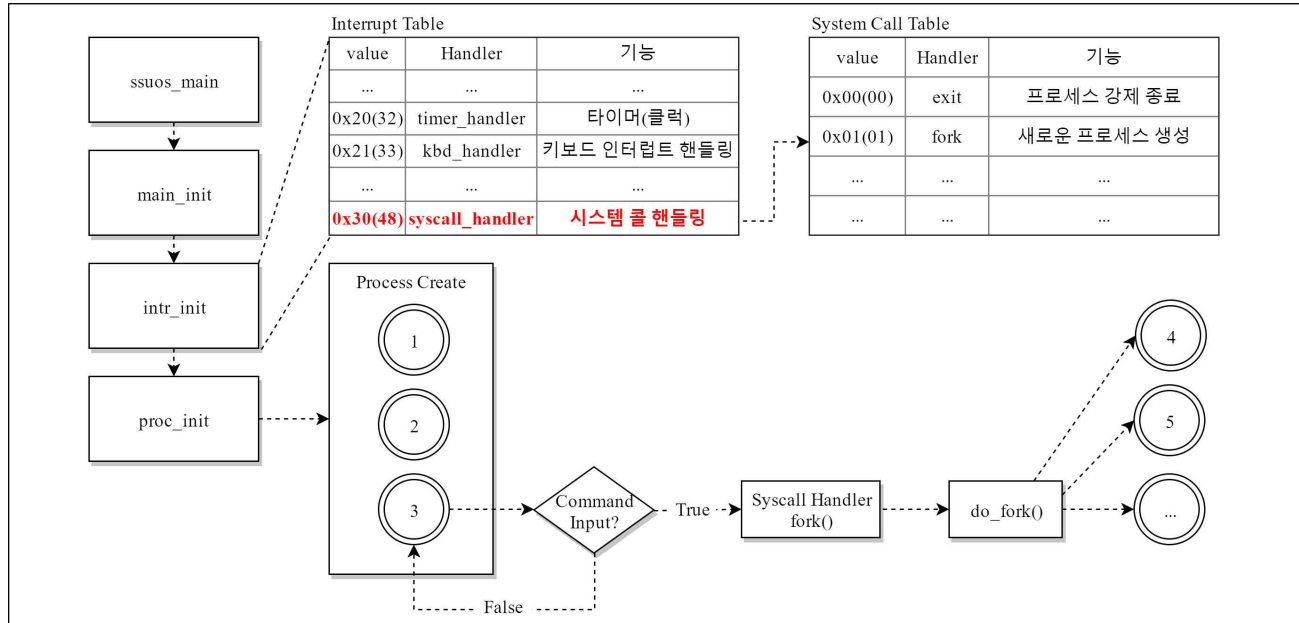 Interrupt Table
value Handler 기능
... ... ...
0x20(32) timer_handler 타이머(클럭)
0x21(33) kbd_handler 키보드 인터럽트 핸들링
... ... ...
0x30(48) syscall_handler 시스템 콜 핸들링
System Call Table
value Handler 기능
0x00(00) exit 프로세스 강제 종료
0x01(01) fork 새로운 프로세스 생성
... ... ...
... ... ...
ssuos_main
main_init
intr_init
proc_init
Process Create
1
2
3
Command
Input?
True
False
Syscall Handler
fork()
do_fork()
4
5
...